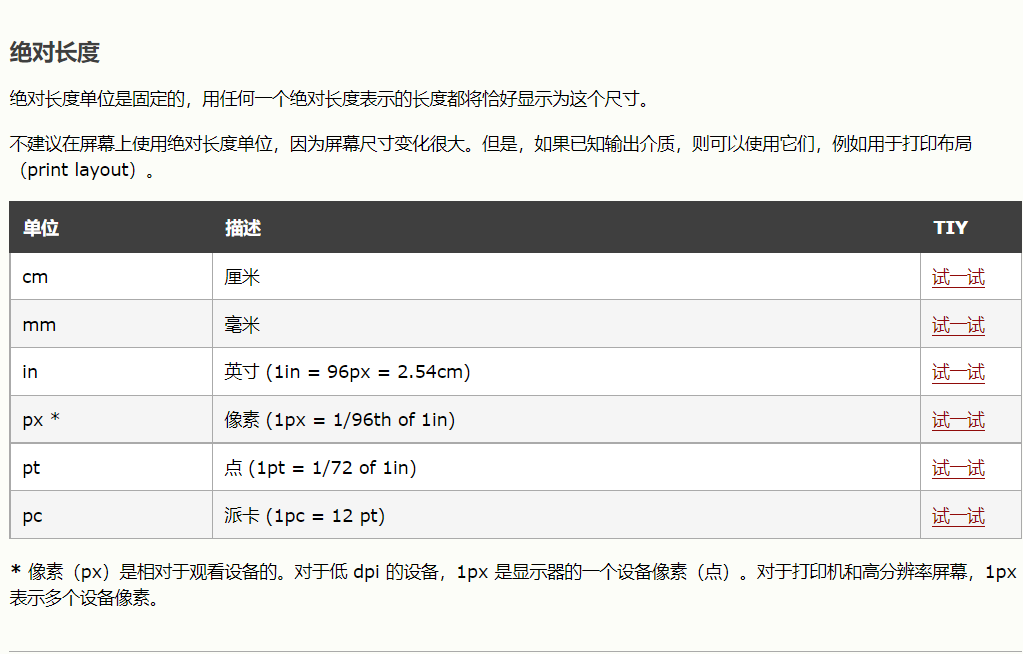 绝对长度
绝对长度单位是固定的，用任何一个绝对长度表示的长度都将恰好显示为这个尺寸。
不建议在屏幕上使用绝对长度单位，因为屏幕尺寸变化很大。但是，如果已知输出介质，则可以使用它们，例如用于打印布局
（print layout）。
单位 描述 TIY
cm 厘米 试一试
mm 毫米 试一试
in 英寸 (1in = 96px = 2.54cm) 试一试
px * 像素 (1px = 1/96th of 1in) 试一试
pt 点 (1pt = 1/72 of 1in) 试一试
pc 派卡 (1pc = 12 pt) 试一试
* 像素（px）是相对于观看设备的。对于低 dpi 的设备，1px 是显示器的一个设备像素（点）。对于打印机和高分辨率屏幕，1px
表示多个设备像素。